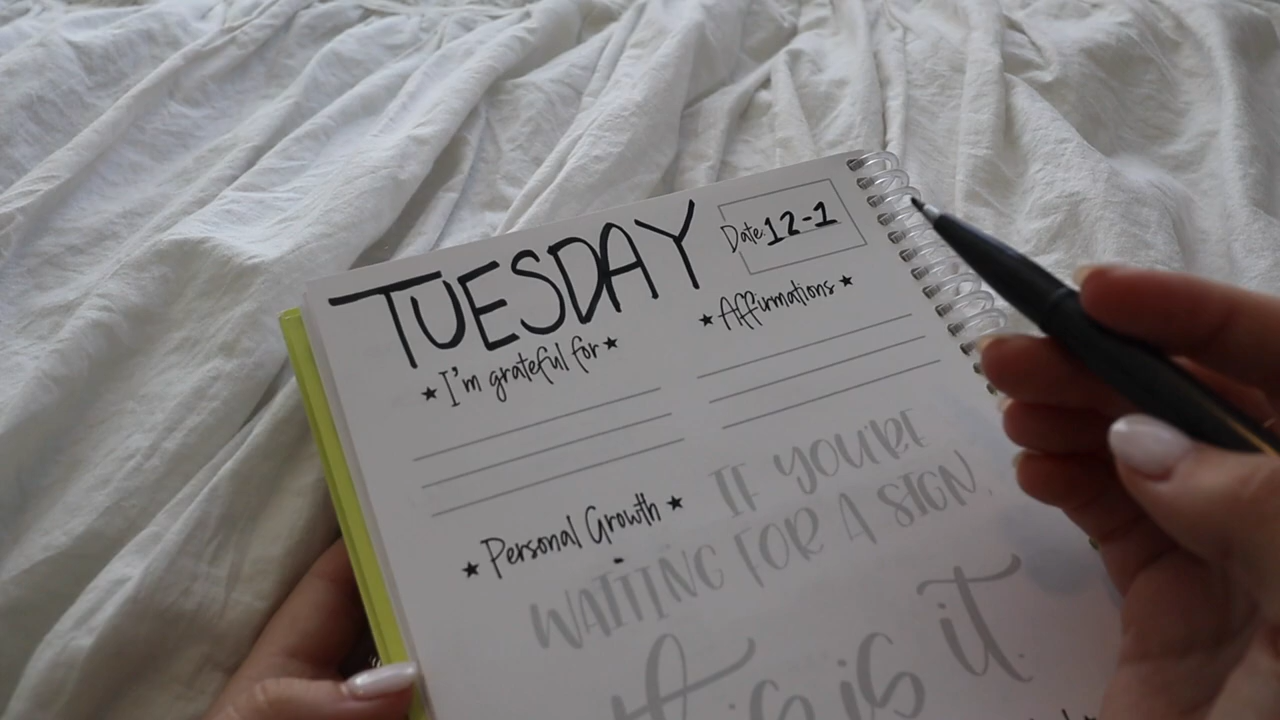 TUESDAY
Date: 12-1
★ I'm grateful for ★
★ Affirmations ★
★ Personal Growth ★
IF YOU'RE
WAITING FOR A SIGN,
this is it.